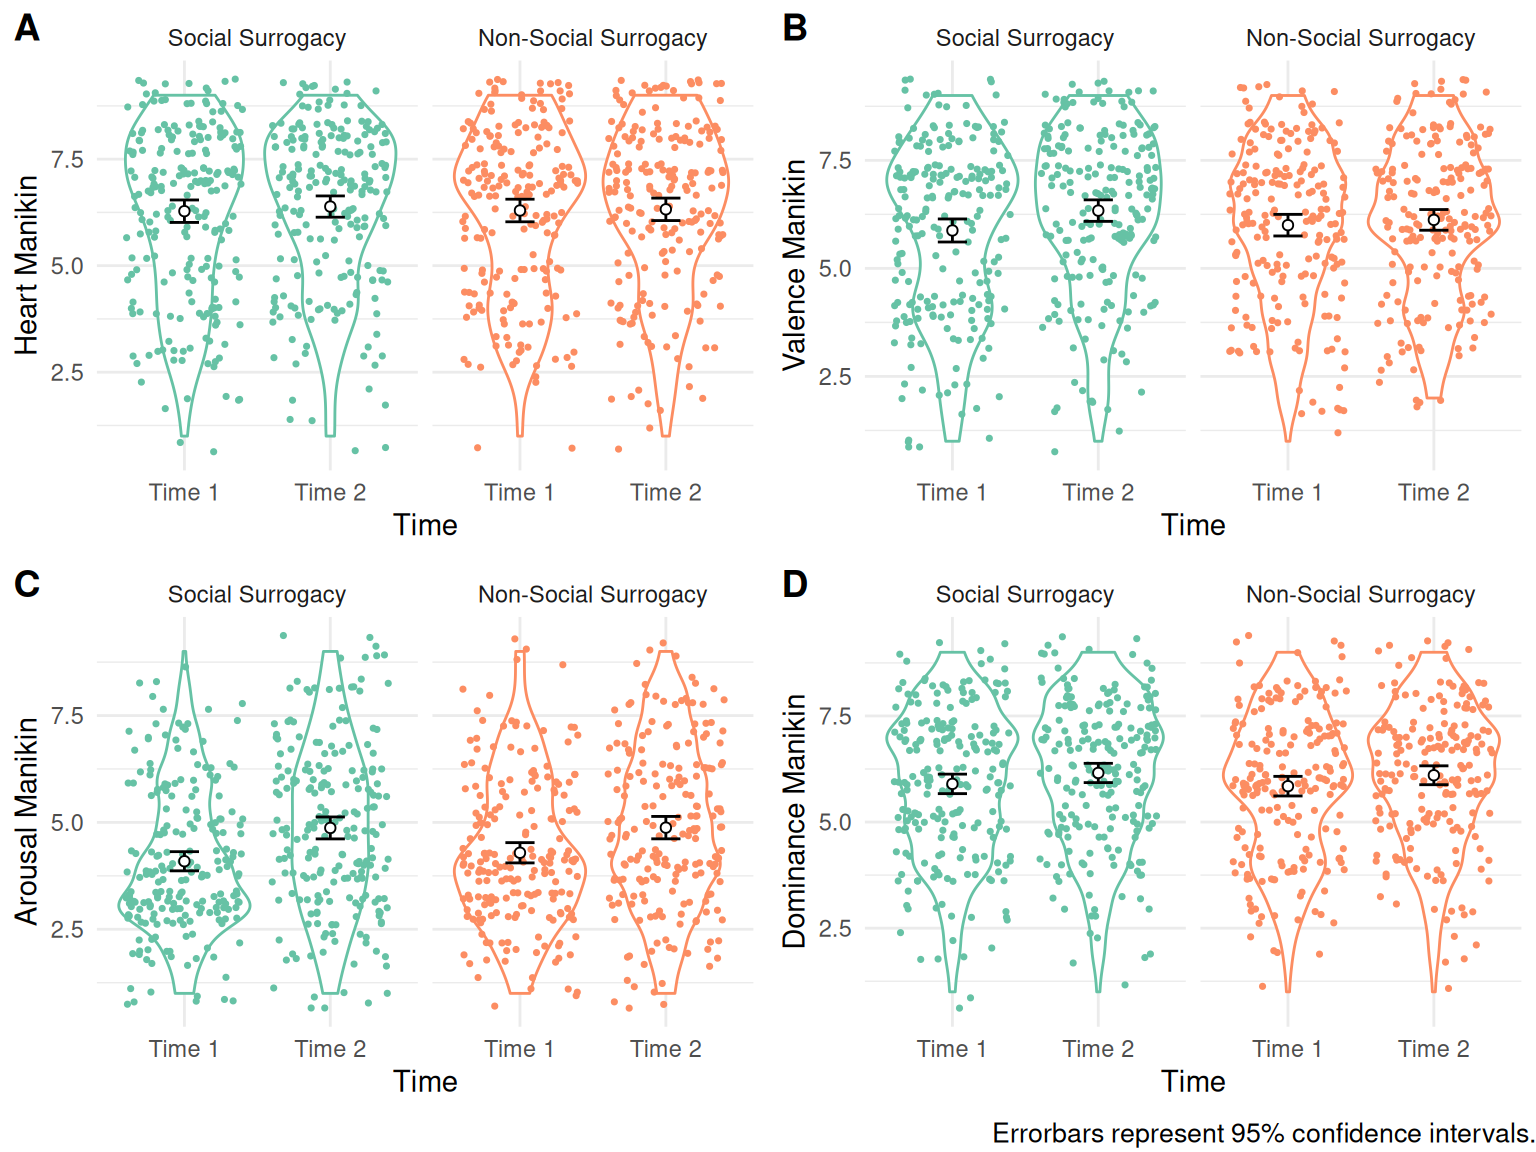 A
Social Surrogacy
Non-Social Surrogacy
Heart Manikin
7.5
5.0
2.5
Time 1
Time 2
Time 1
Time 2
Time
B
Social Surrogacy
Non-Social Surrogacy
Valence Manikin
7.5
5.0
2.5
Time 1
Time 2
Time 1
Time 2
Time
C
Social Surrogacy
Non-Social Surrogacy
Arousal Manikin
7.5
5.0
2.5
Time 1
Time 2
Time 1
Time 2
Time
D
Social Surrogacy
Non-Social Surrogacy
Dominance Manikin
7.5
5.0
2.5
Time 1
Time 2
Time 1
Time 2
Time
Errorbars represent 95% confidence intervals.